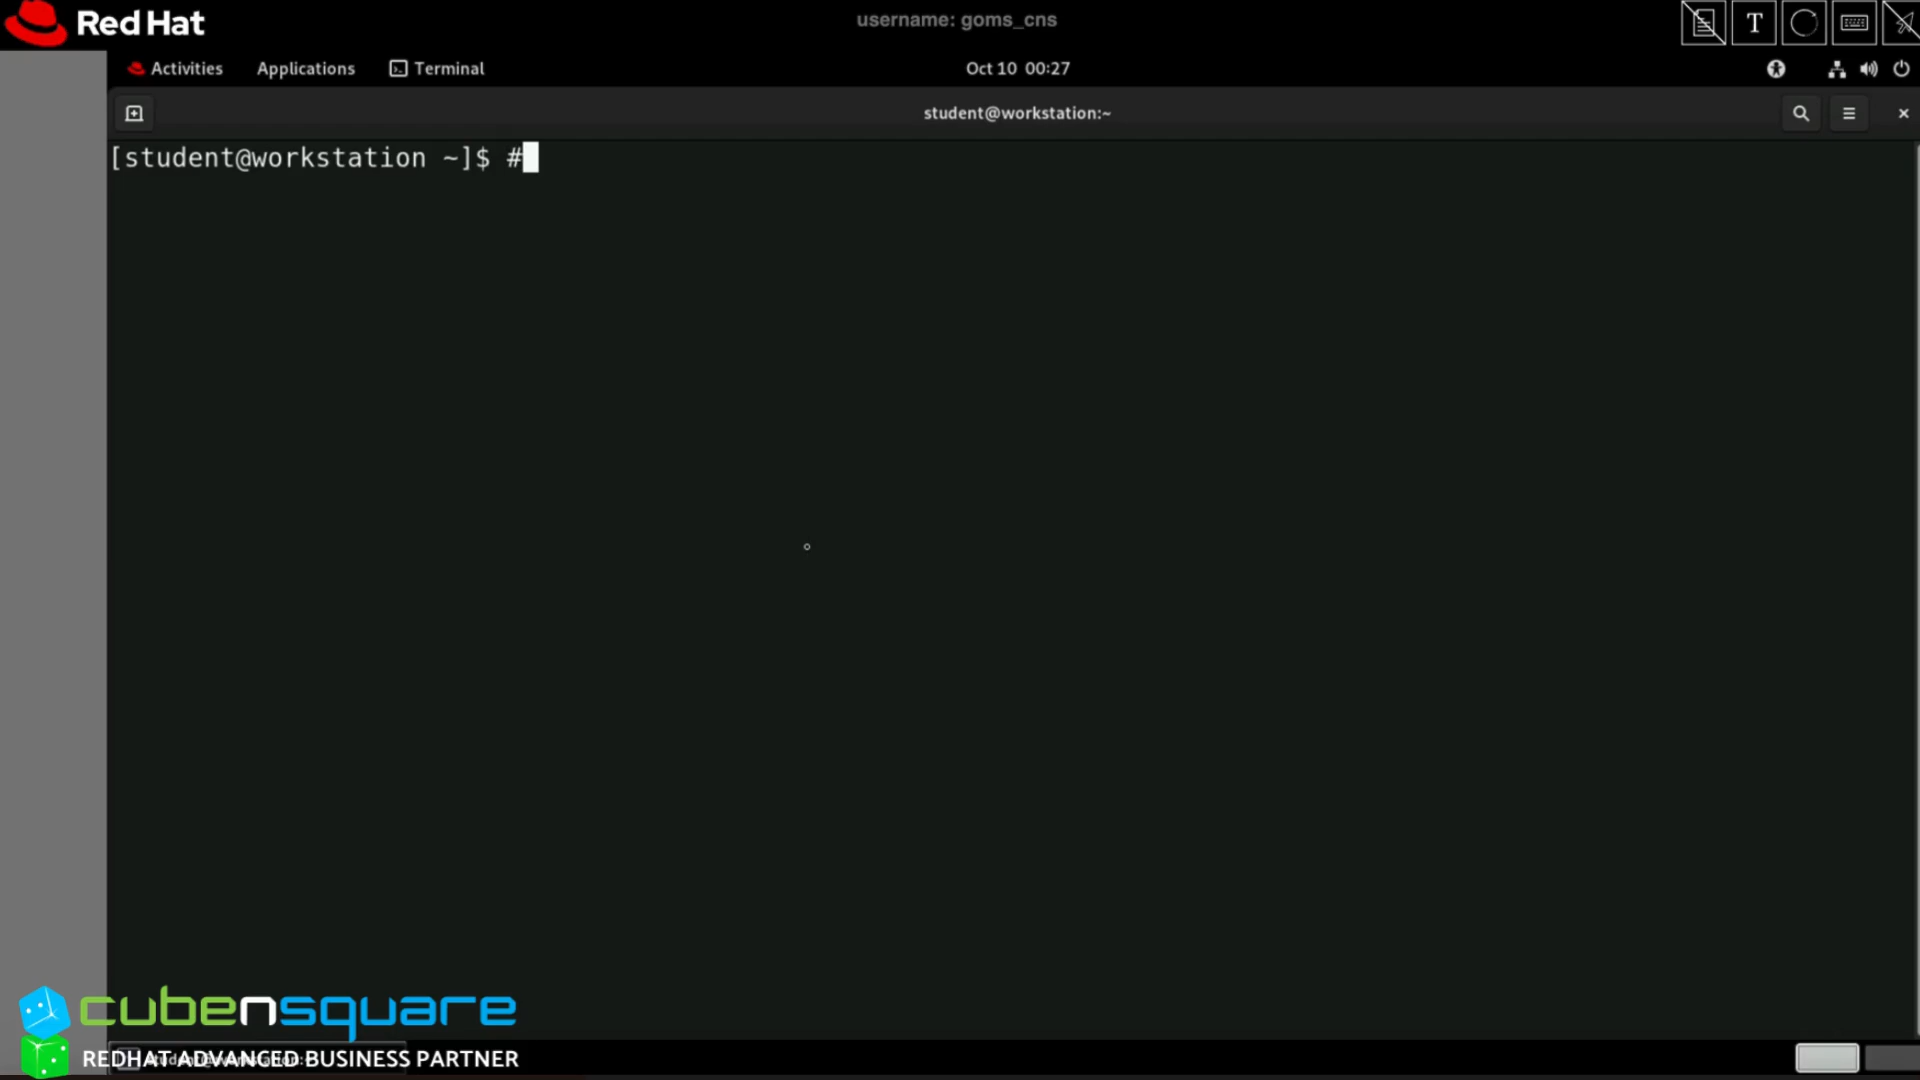 Red Hat
username: goms_cns
T
Activities Applications Terminal Oct 10 00:27
student@workstation:~
[student@workstation ~]$ #
cubensquare
REDHAT ADVANCED BUSINESS PARTNER